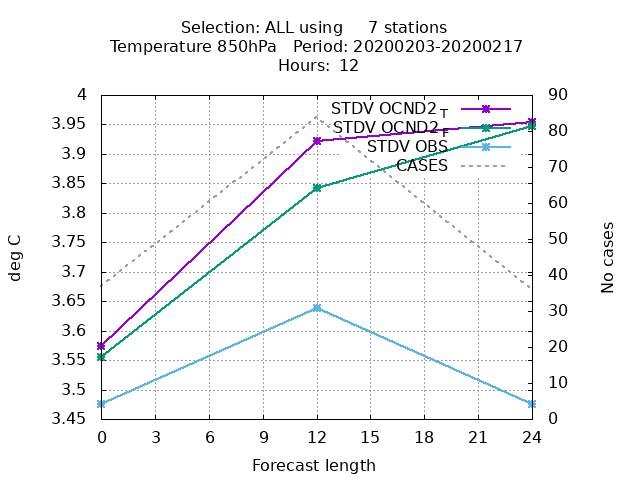 Selection: ALL using 7 stations
Temperature 850hPa Period: 20200203-20200217
Hours: 12
STDV OCND2_T
STDV OCND2_F
STDV OBS
CASES
4
3.95
3.9
3.85
3.8
3.75
3.7
3.65
3.6
3.55
3.5
3.45
90
80
70
60
50
40
30
20
10
0
deg C
No cases
0 3 6 9 12 15 18 21 24
Forecast length